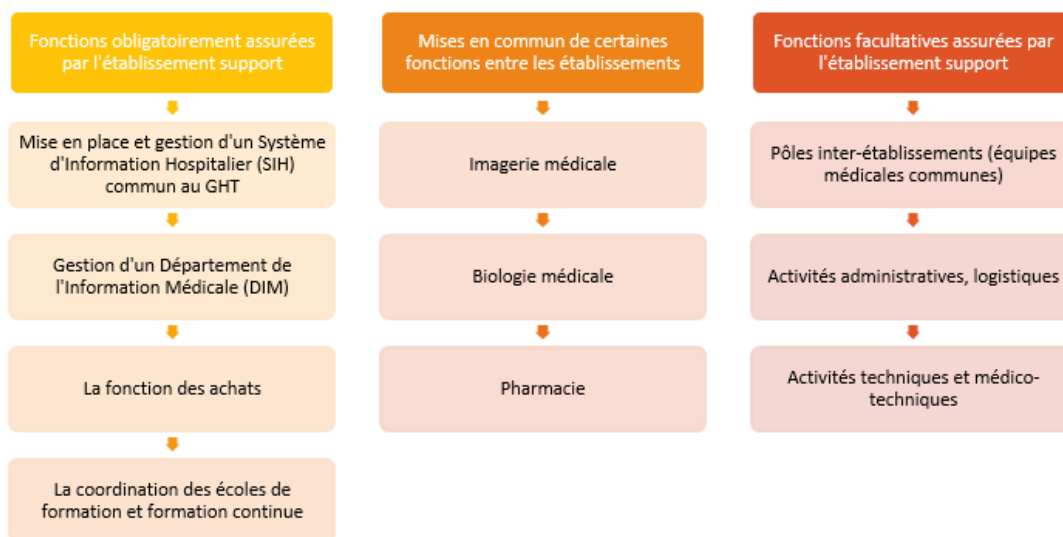 Fonctions obligatoirement assurées
par l'établissement support
Mise en place et gestion d'un Système
d'Information Hospitalier (SIH)
commun au GHT
Gestion d'un Département de
l'Information Médicale (DIM)
La fonction des achats
La coordination des écoles de
formation et formation continue
Mises en commun de certaines
fonctions entre les établissements
Imagerie médicale
Biologie médicale
Pharmacie
Fonctions facultatives assurées par
l'établissement support
Pôles inter-établissements (équipes
médicales communes)
Activités administratives, logistiques
Activités techniques et médico-
techniques